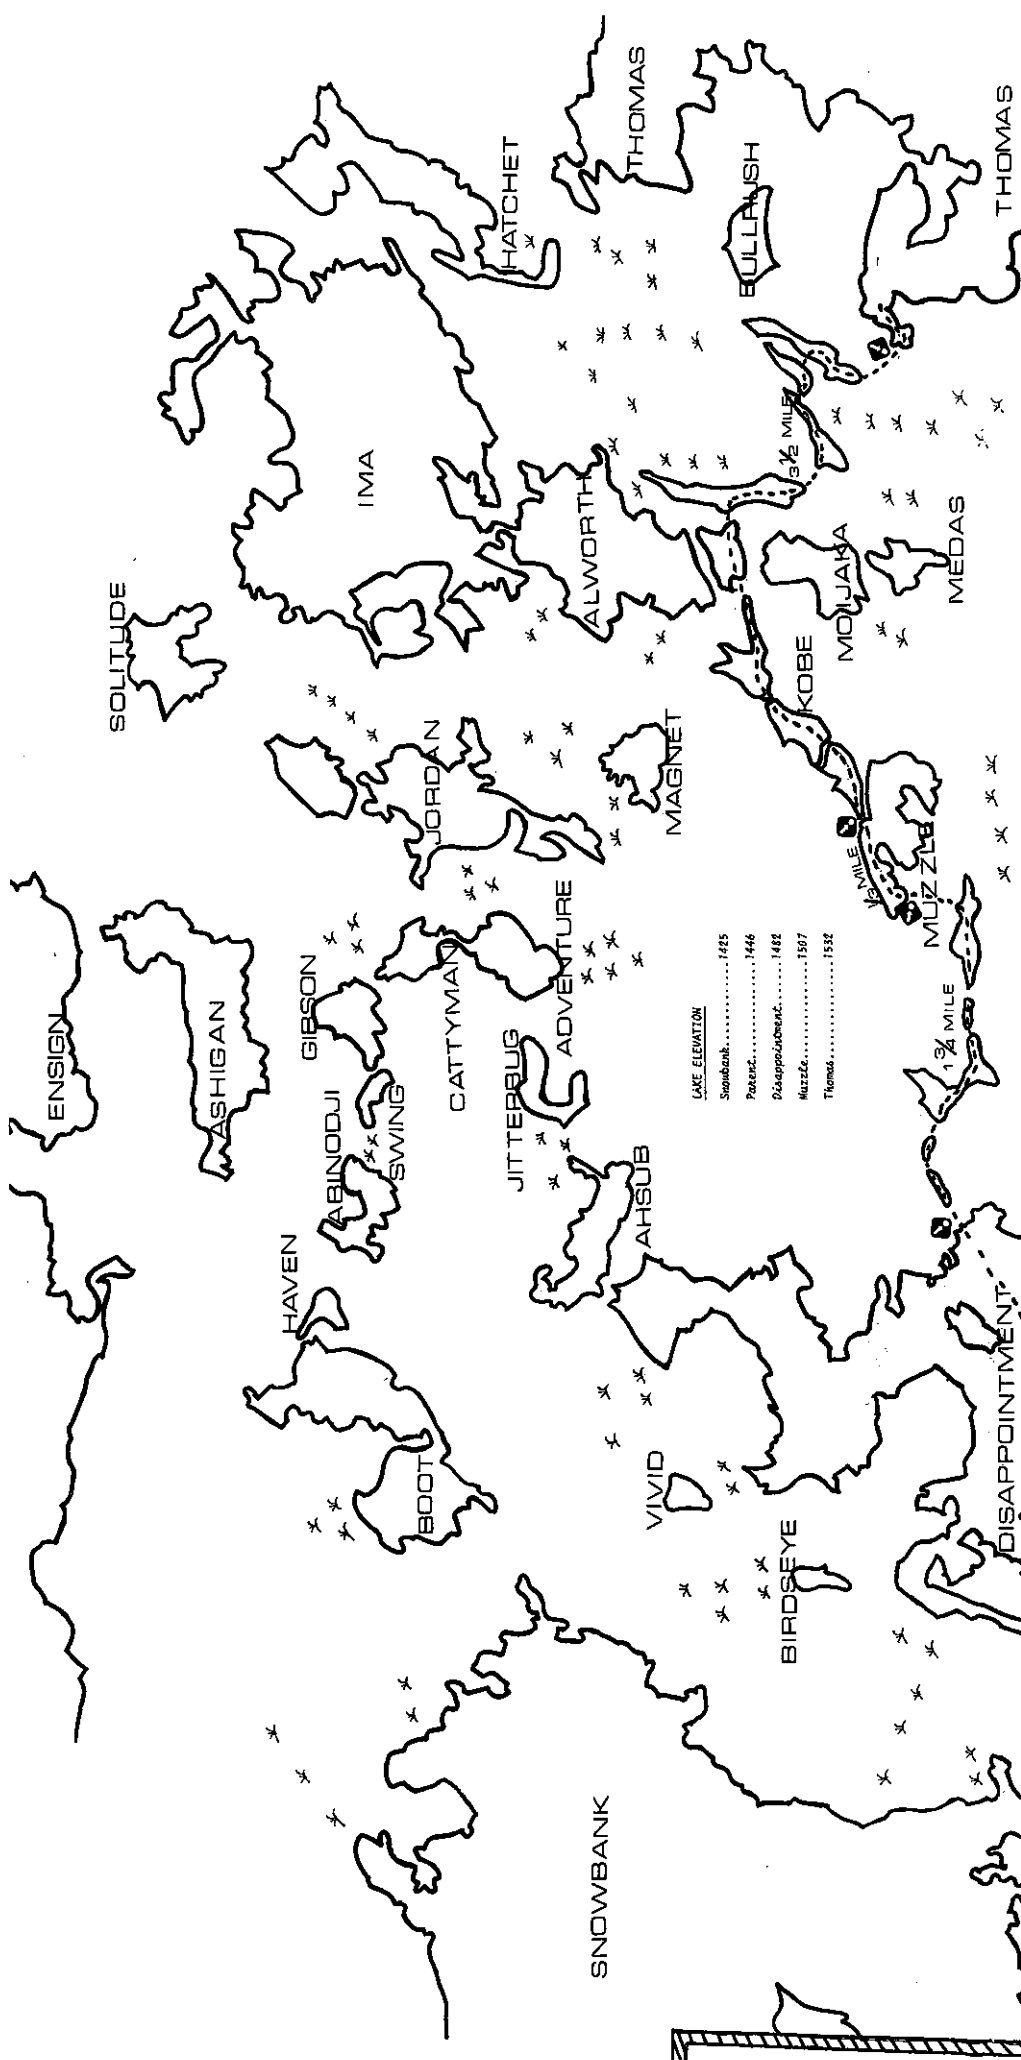 ENSIGN
SOLITUDE
ASHIGAN
HAVEN
GIBSON
ABINODJI
SWING
IMA
BOOT
JORDAN
CATTYMAN
HATCHET
JITTERBUG
ADVENTURE
ALWORTH
SNOWBANK
THOMAS
AHSUB
MAGNET
VIVID
BULLRUSH
BIRDSEYE
3 1/2 MILE
KOBE
MOIJAKA
1/3 MILE
MUZZLE
MEDAS
1 3/4 MILE
DISAPPOINTMENT
THOMAS
LAKE ELEVATION
Snowbank..............1425
Parent................1446
Disappointment........1482
Muzzle................1507
Thomas................1532